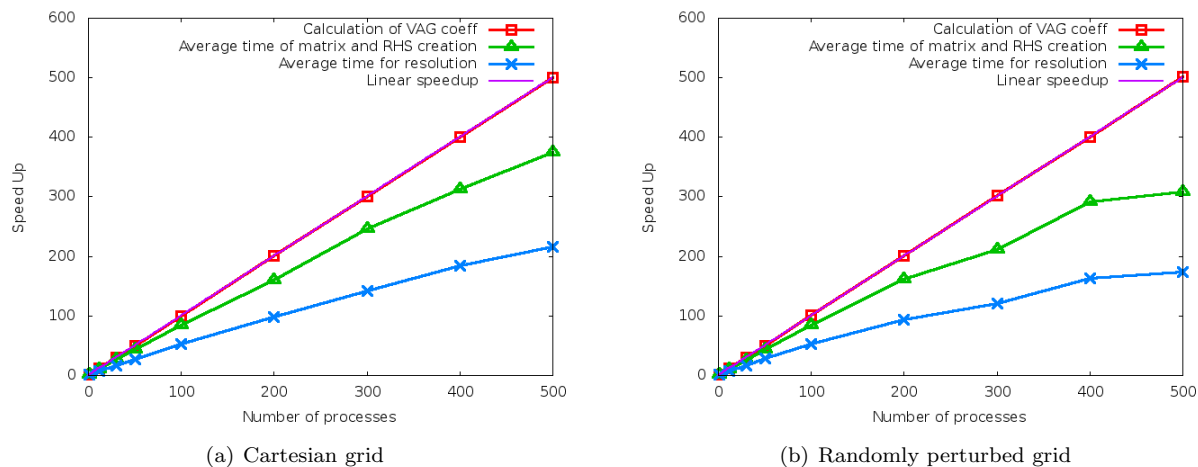 600
500
400
300
200
100
0
Speed Up
Calculation of VAG coeff
Average time of matrix and RHS creation
Average time for resolution
Linear speedup
0 100 200 300 400 500
Number of processes
(a) Cartesian grid
600
500
400
300
200
100
0
Speed Up
Calculation of VAG coeff
Average time of matrix and RHS creation
Average time for resolution
Linear speedup
0 100 200 300 400 500
Number of processes
(b) Randomly perturbed grid